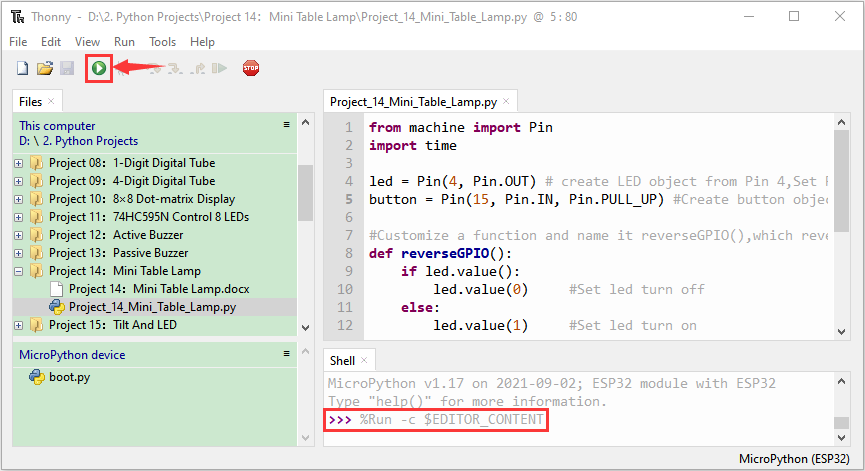 Thonny - D:\2. Python Projects\Project 14：Mini Table Lamp\Project_14_Mini_Table_Lamp.py @ 5 : 80
File Edit View Run Tools Help
STOP
Files
This computer
D: \ 2. Python Projects
Project 08：1-Digit Digital Tube
Project 09：4-Digit Digital Tube
Project 10：8×8 Dot-matrix Display
Project 11：74HC595N Control 8 LEDs
Project 12：Active Buzzer
Project 13：Passive Buzzer
Project 14：Mini Table Lamp
Project 14：Mini Table Lamp.docx
Project_14_Mini_Table_Lamp.py
Project 15：Tilt And LED
MicroPython device
boot.py
Project_14_Mini_Table_Lamp.py
1 from machine import Pin
2 import time
3
4 led = Pin(4, Pin.OUT) # create LED object from Pin 4,Set
5 button = Pin(15, Pin.IN, Pin.PULL_UP) #Create button objec
6
7 #Customize a function and name it reverseGPIO(),which reve
8 def reverseGPIO():
9 if led.value():
10 led.value(0) #Set led turn off
11 else:
12 led.value(1) #Set led turn on
Shell
MicroPython v1.17 on 2021-09-02; ESP32 module with ESP32
Type "help()" for more information.
>>> %Run -c $EDITOR_CONTENT
MicroPython (ESP32)